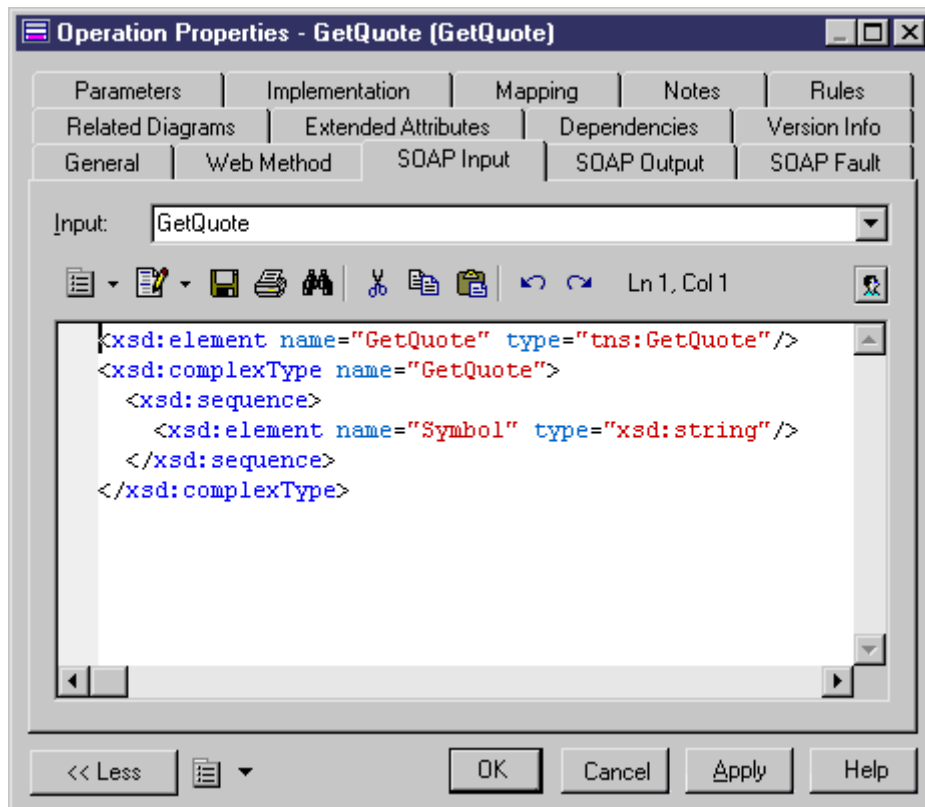 Operation Properties - GetQuote (GetQuote)
Parameters Implementation Mapping Notes Rules
Related Diagrams Extended Attributes Dependencies Version Info
General Web Method SOAP Input SOAP Output SOAP Fault
Input: GetQuote
Ln 1, Col 1
<xsd:element name="GetQuote" type="tns:GetQuote"/>
<xsd:complexType name="GetQuote">
  <xsd:sequence>
    <xsd:element name="Symbol" type="xsd:string"/>
  </xsd:sequence>
</xsd:complexType>
<< Less OK Cancel Apply Help